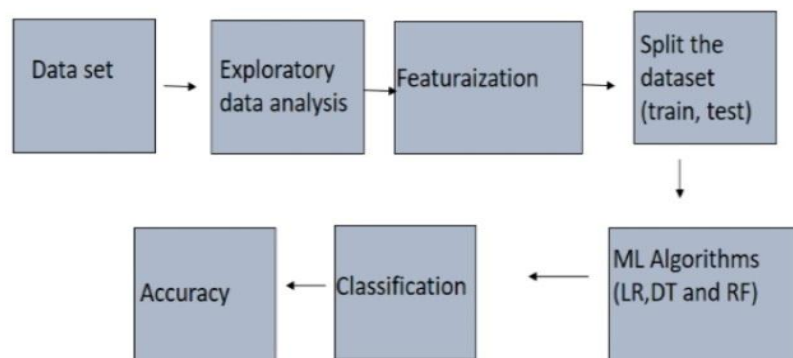 Data set
Exploratory
data analysis
Featuraization
Split the
dataset
(train, test)
ML Algorithms
(LR,DT and RF)
Classification
Accuracy